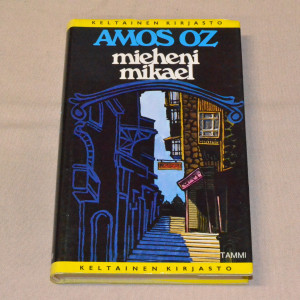 KELTAINEN KIRJASTO
AMOS OZ
mieheni
mikael
TAMMI
KELTAINEN KIRJASTO